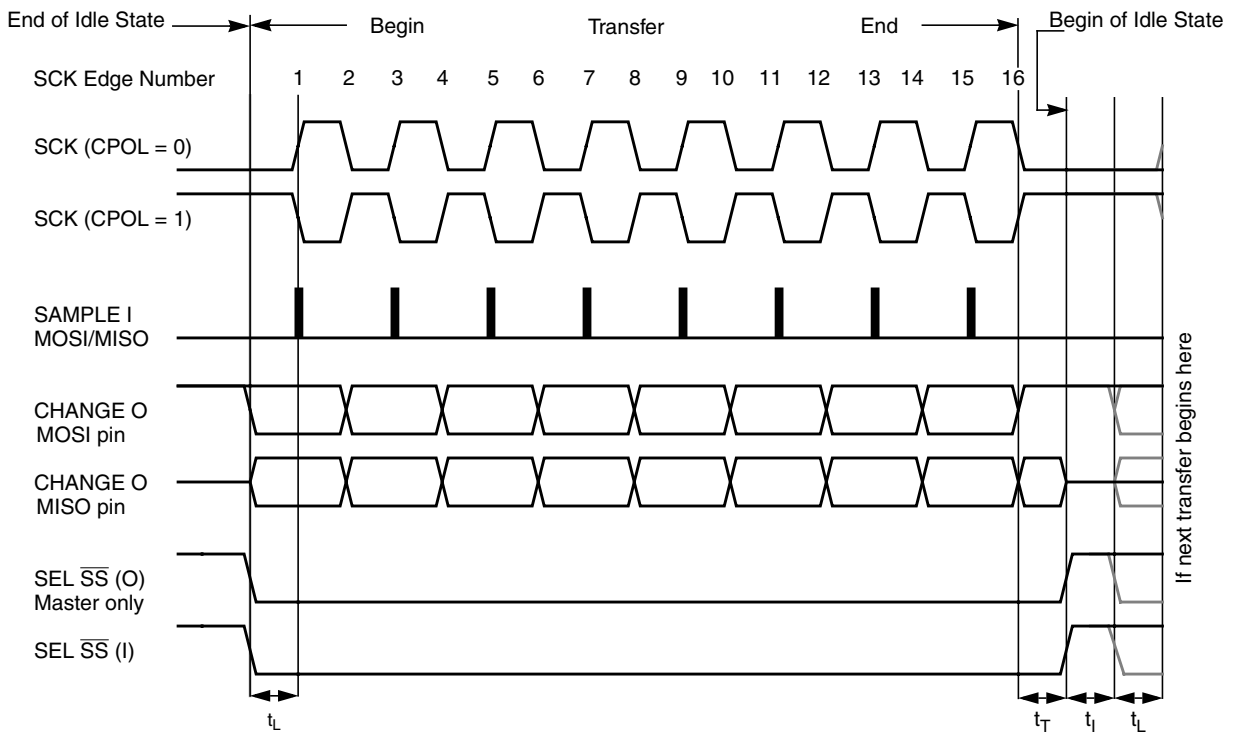 End of Idle State
Begin
Transfer
End
Begin of Idle State
SCK Edge Number
1 2 3 4 5 6 7 8 9 10 11 12 13 14 15 16
SCK (CPOL = 0)
SCK (CPOL = 1)
SAMPLE I
MOSI/MISO
CHANGE O
MOSI pin
CHANGE O
MISO pin
SEL S̅S̅ (O)
Master only
SEL S̅S̅ (I)
If next transfer begins here
tL
tT
tI
tL